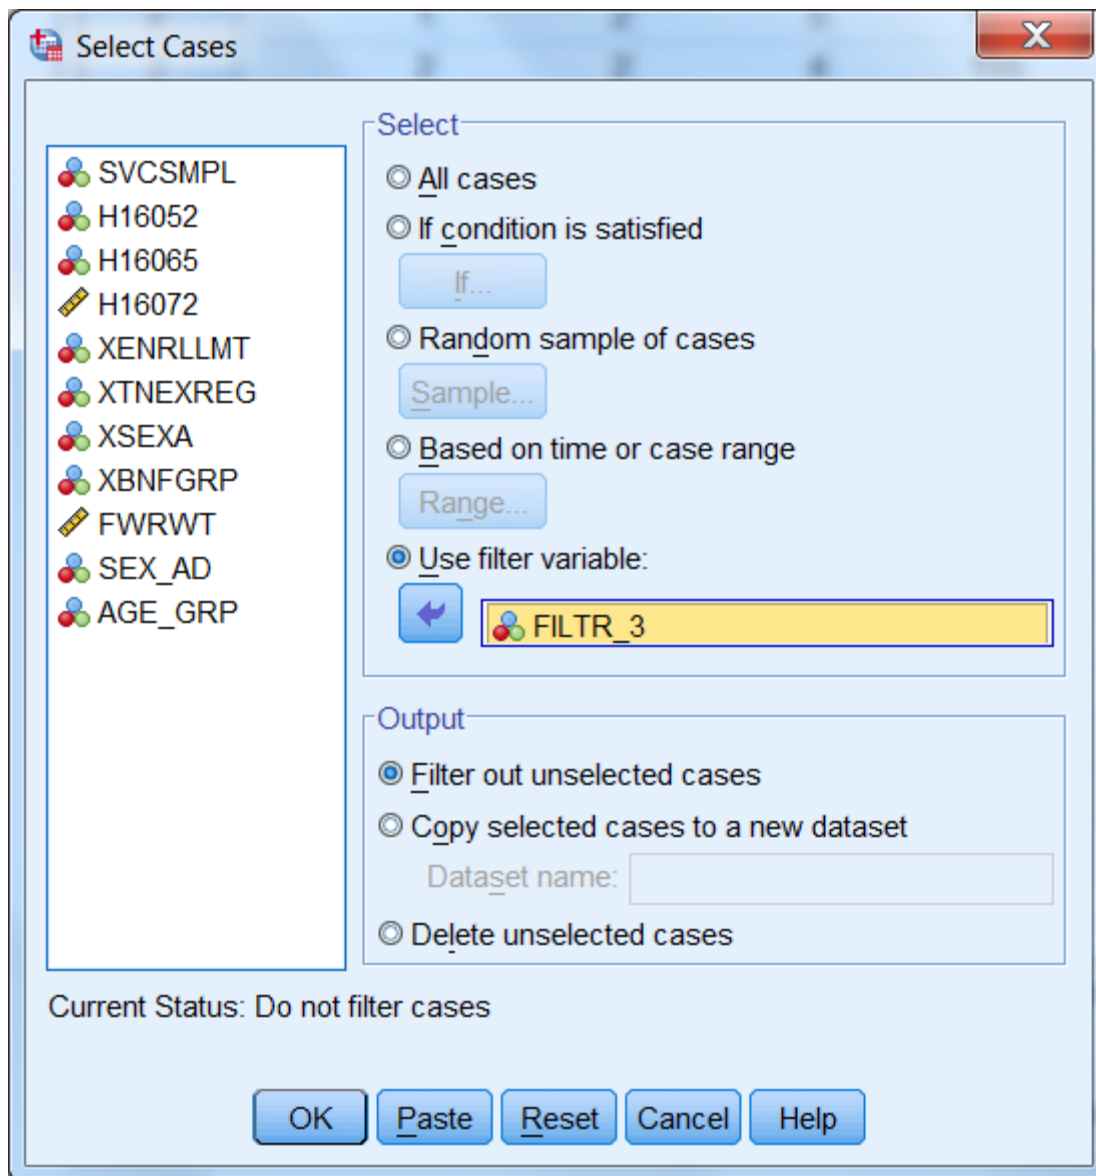 Select Cases
SVCSMPL
H16052
H16065
H16072
XENRLLMT
XTNEXREG
XSEXA
XBNFGRP
FWRWT
SEX_AD
AGE_GRP
Select
All cases
If condition is satisfied
If...
Random sample of cases
Sample...
Based on time or case range
Range...
Use filter variable:
FILTR_3
Output
Filter out unselected cases
Copy selected cases to a new dataset
Dataset name:
Delete unselected cases
Current Status: Do not filter cases
OK Paste Reset Cancel Help